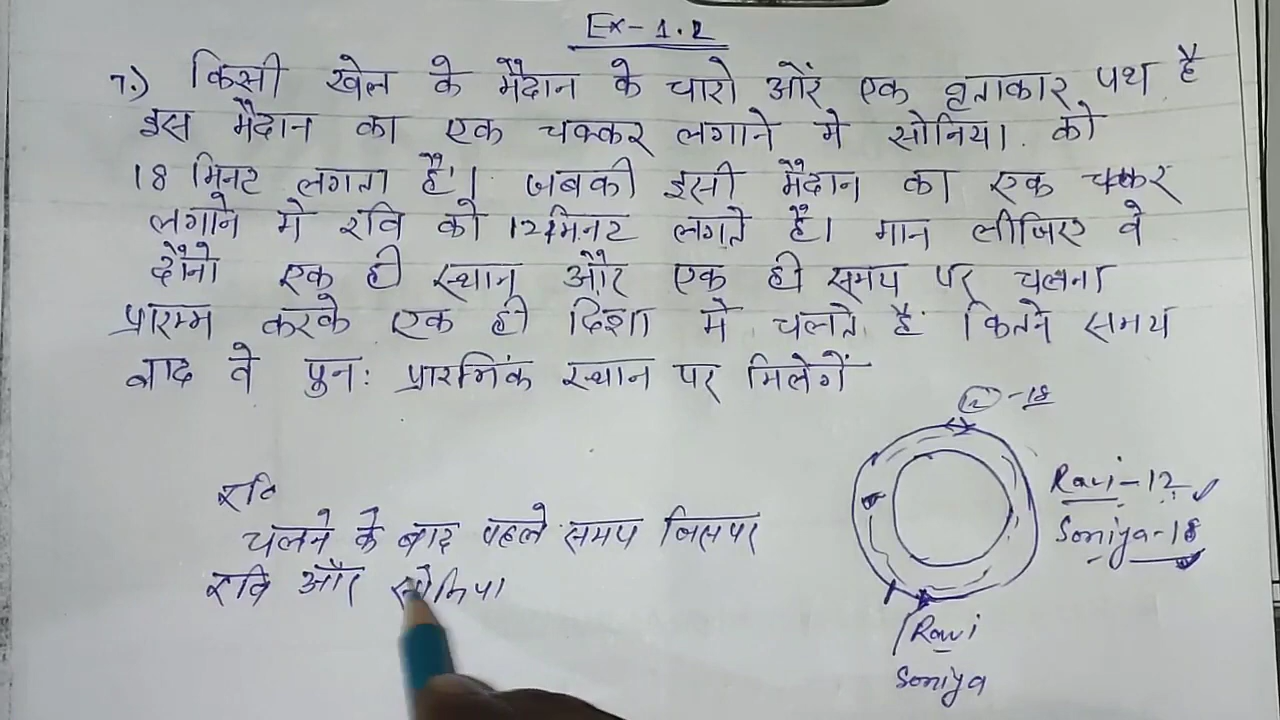 Ex-1.2
7.) किसी खेल के मैदान के चारो ओर एक वृताकार पथ है
इस मैदान का एक चक्कर लगाने मे सोनिया को
18 मिनट लगता है। जबकी इसी मैदान का एक चक्कर
लगाने मे रवि को 12 मिनट लगते है। मान लीजिए वे
दोनो एक ही स्थान और एक ही समय पर चलना
प्रारम्भ करके एक ही दिशा मे चलते है कितने समय
बाद वे पुनः प्रारभिंक स्थान पर मिलेगें
-18
Ravi-12
Soniya-18
रवि
चलने के बाद पहले समय जिसपर
रवि और सोनिया
Ravi
Soniya